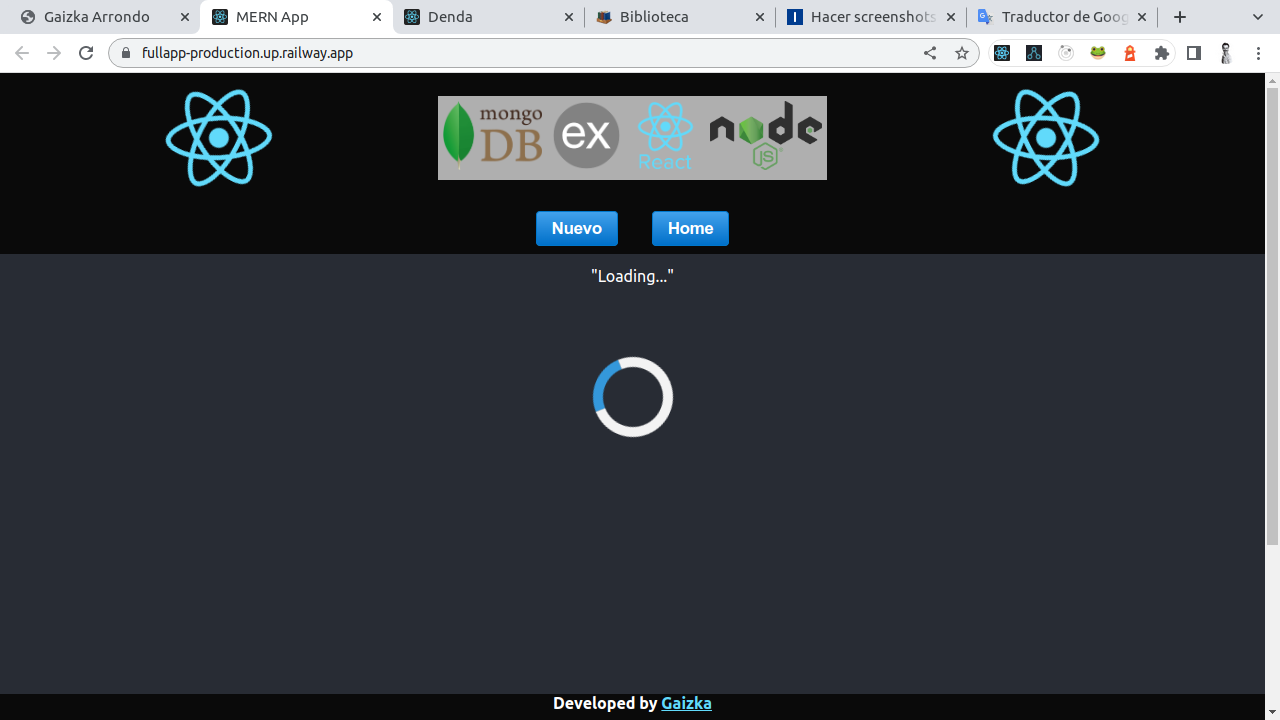 Gaizka Arrondo
MERN App
Denda
Biblioteca
Hacer screenshots
Traductor de Goog
fullapp-production.up.railway.app
mongo
DB
ex
React
node
JS
Nuevo
Home
"Loading..."
Developed by Gaizka